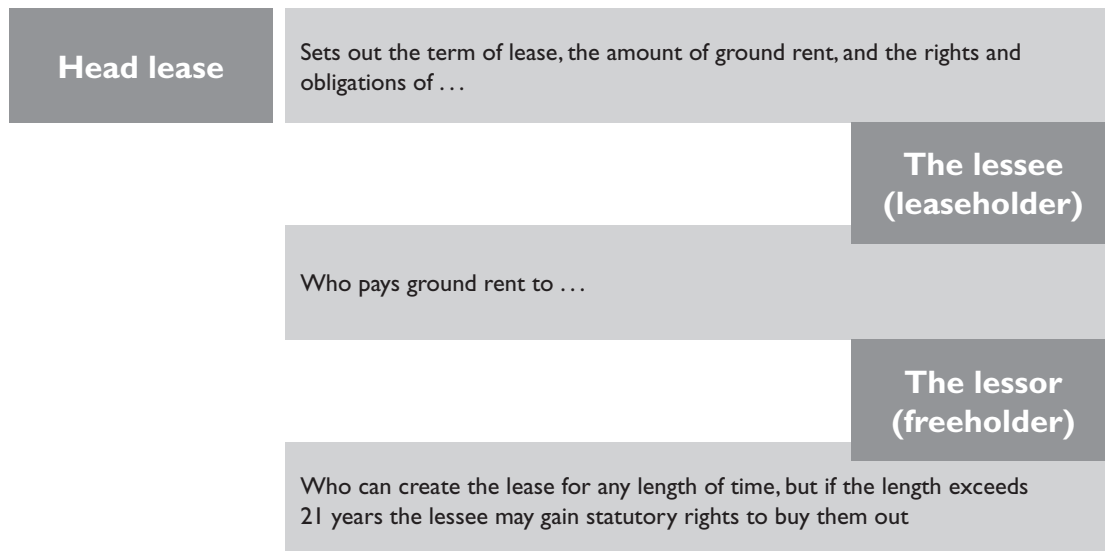 Head lease
Sets out the term of lease, the amount of ground rent, and the rights and
obligations of . . .
The lessee
(leaseholder)
Who pays ground rent to . . .
The lessor
(freeholder)
Who can create the lease for any length of time, but if the length exceeds
21 years the lessee may gain statutory rights to buy them out